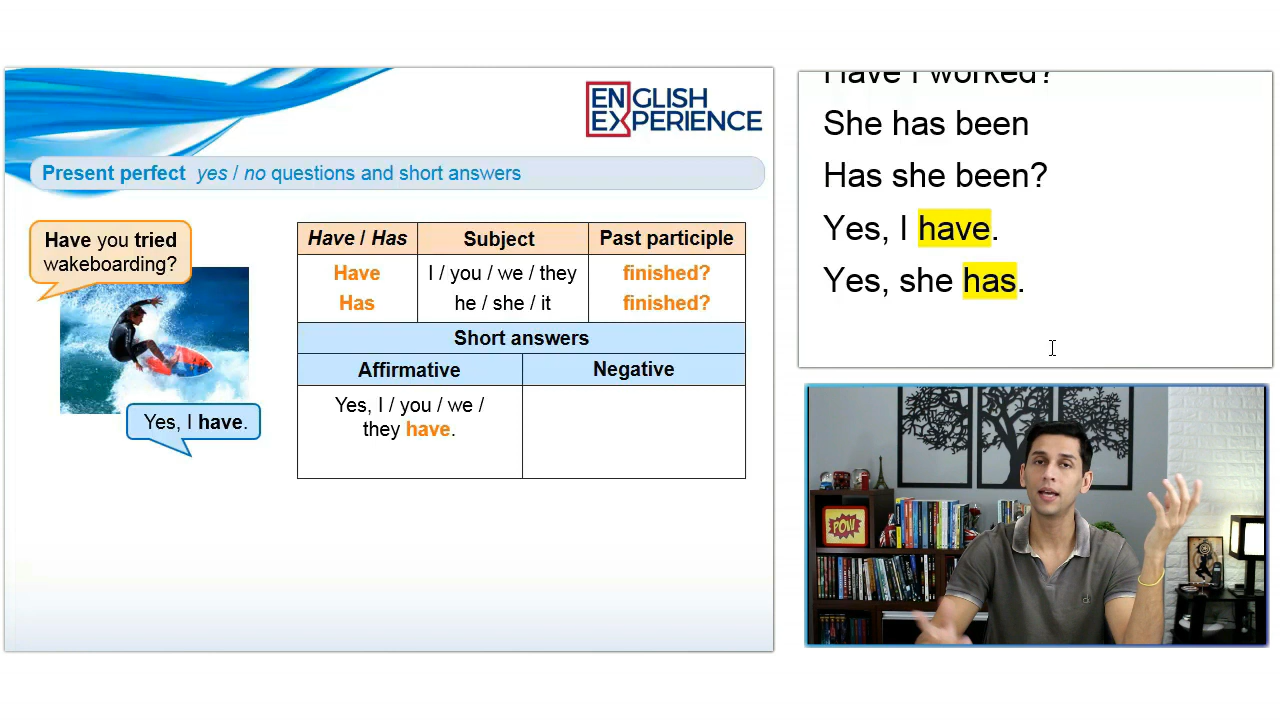 ENGLISH
EXPERIENCE
Present perfect yes / no questions and short answers
Have you tried
wakeboarding?
Yes, I have.
Have / Has Subject Past participle
Have I / you / we / they finished?
Has he / she / it finished?
Short answers
Affirmative Negative
Yes, I / you / we /
they have.
Have I worked?
She has been
Has she been?
Yes, I have.
Yes, she has.
POW